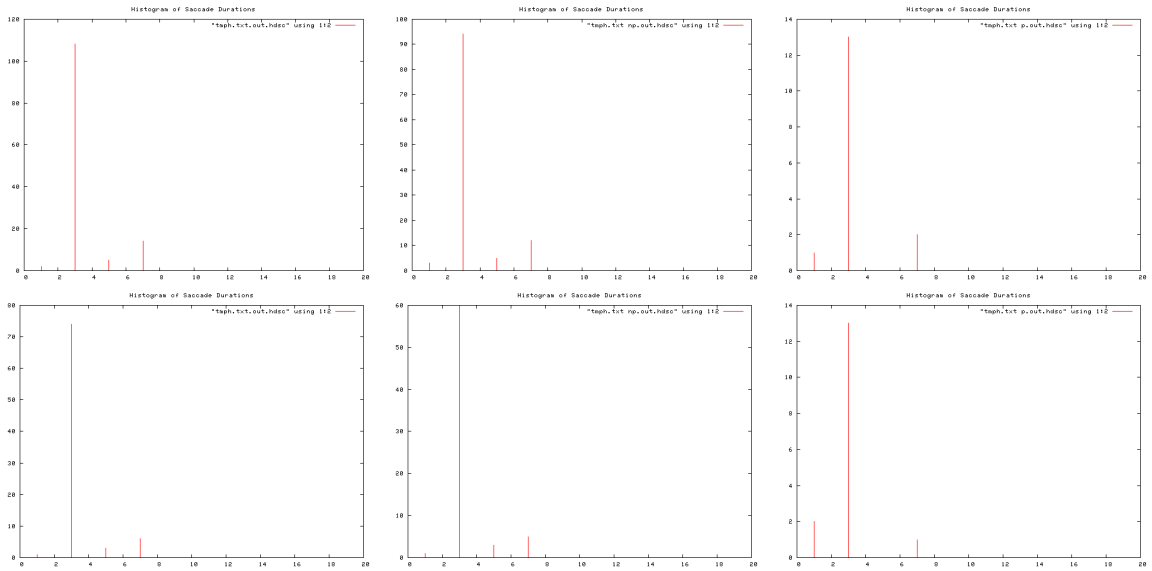 Histogram of Saccade Durations
"tmph.txt.out.hdsc" using 1:2
120
100
80
60
40
20
0
0 2 4 6 8 10 12 14 16 18 20
Histogram of Saccade Durations
"tmph.txt np.out.hdsc" using 1:2
100
90
80
70
60
50
40
30
20
10
0
0 2 4 6 8 10 12 14 16 18 20
Histogram of Saccade Durations
"tmph.txt p.out.hdsc" using 1:2
14
12
10
8
6
4
2
0
0 2 4 6 8 10 12 14 16 18 20
Histogram of Saccade Durations
"tmph.txt.out.hdsc" using 1:2
80
70
60
50
40
30
20
10
0
0 2 4 6 8 10 12 14 16 18 20
Histogram of Saccade Durations
"tmph.txt np.out.hdsc" using 1:2
60
50
40
30
20
10
0
0 2 4 6 8 10 12 14 16 18 20
Histogram of Saccade Durations
"tmph.txt p.out.hdsc" using 1:2
14
12
10
8
6
4
2
0
0 2 4 6 8 10 12 14 16 18 20